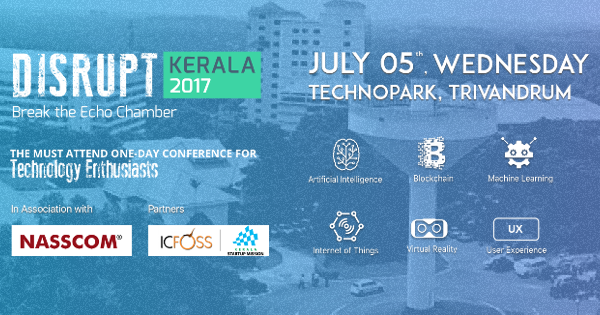 DISRUPT
KERALA
2017
Break the Echo Chamber
THE MUST ATTEND ONE-DAY CONFERENCE FOR
Technology Enthusiasts
In Association with
Partners
NASSCOM®
ICFOSS
KERALA
STARTUP MISSION
JULY 05th, WEDNESDAY
TECHNOPARK, TRIVANDRUM
Artificial Intelligence
Blockchain
Machine Learning
Internet of Things
Virtual Reality
UX
User Experience